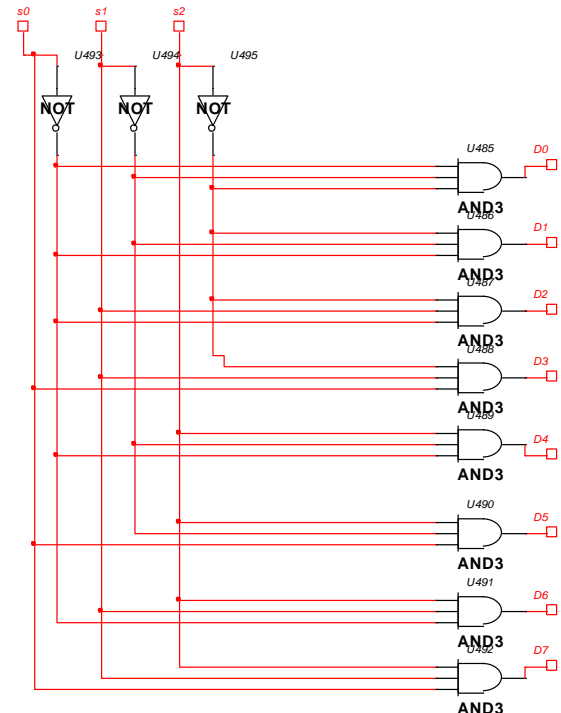 s0 s1 s2
U493 U494 U495
NOT NOT NOT
U485 D0
AND3
U486 D1
AND3
U487 D2
AND3
U488 D3
AND3
U489 D4
AND3
U490 D5
AND3
U491 D6
AND3
U492 D7
AND3